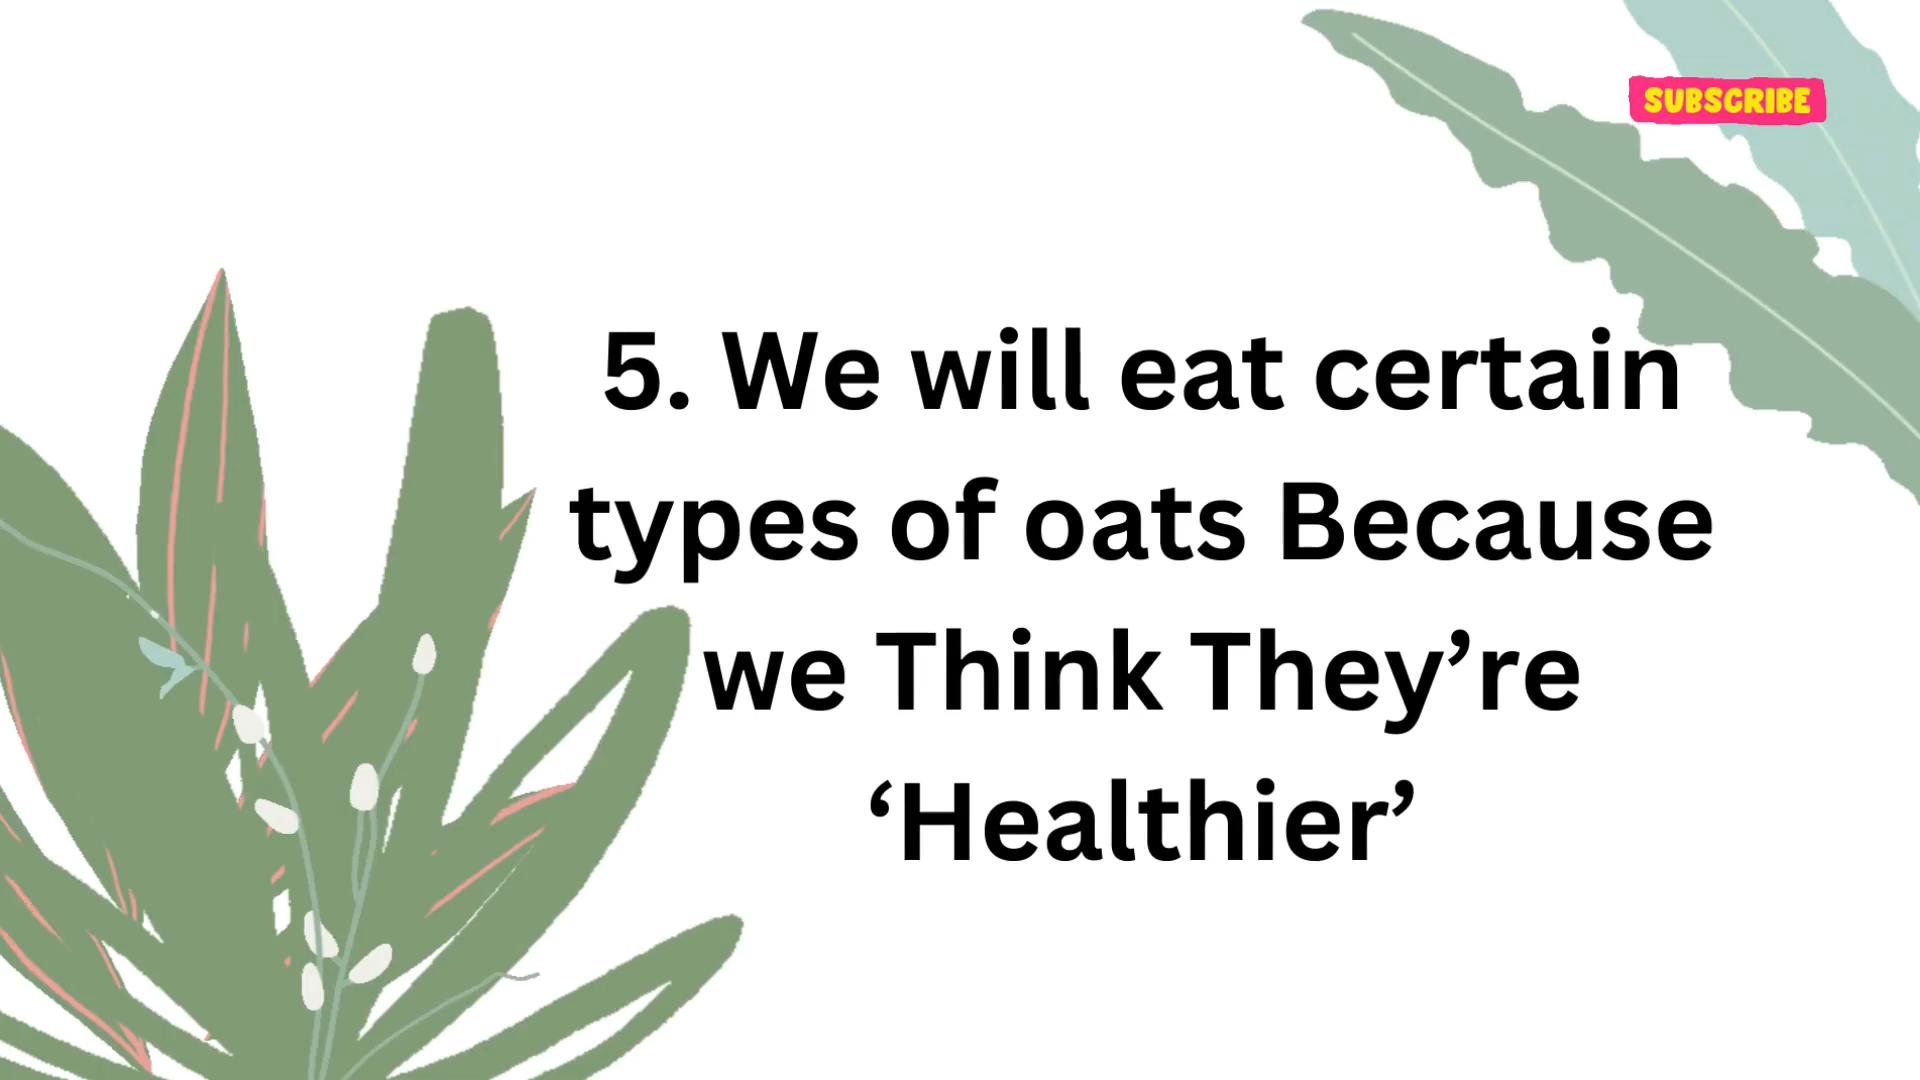 SUBSCRIBE
5. We will eat certain
types of oats Because
we Think They’re
‘Healthier’